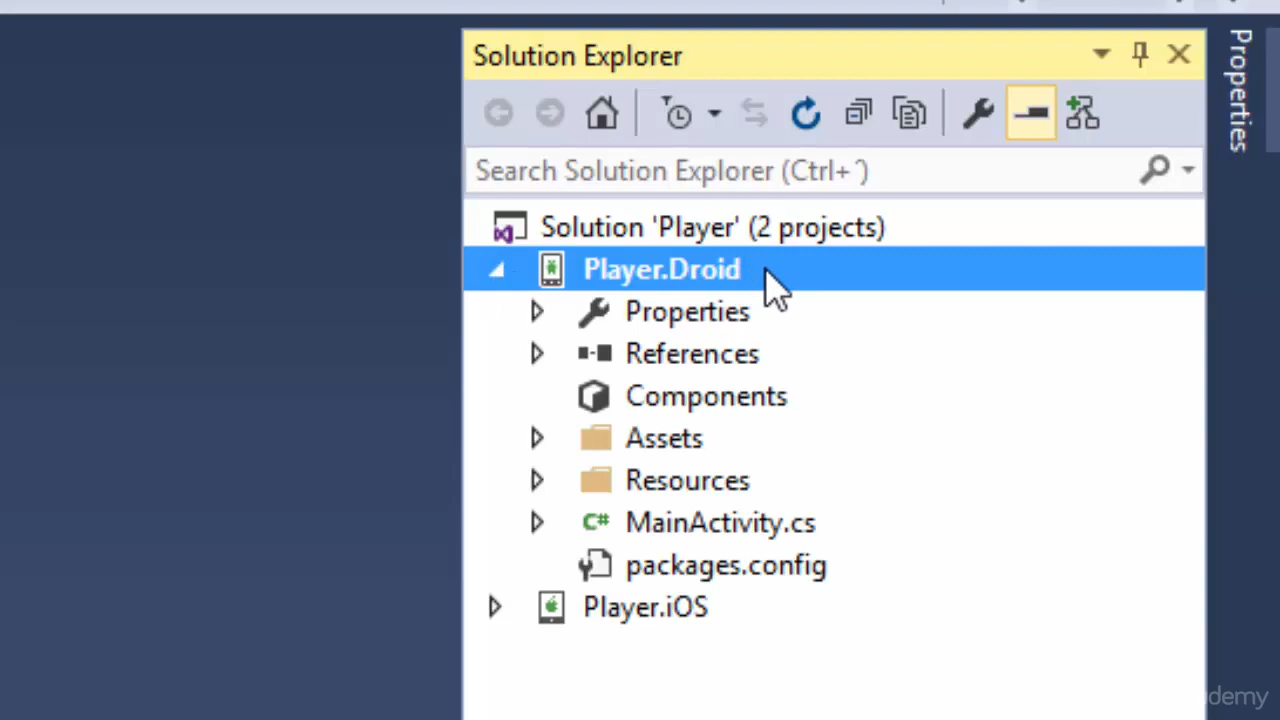 Solution Explorer
Properties
Search Solution Explorer (Ctrl+´)
Solution 'Player' (2 projects)
Player.Droid
Properties
References
Components
Assets
Resources
C# MainActivity.cs
packages.config
Player.iOS
demy